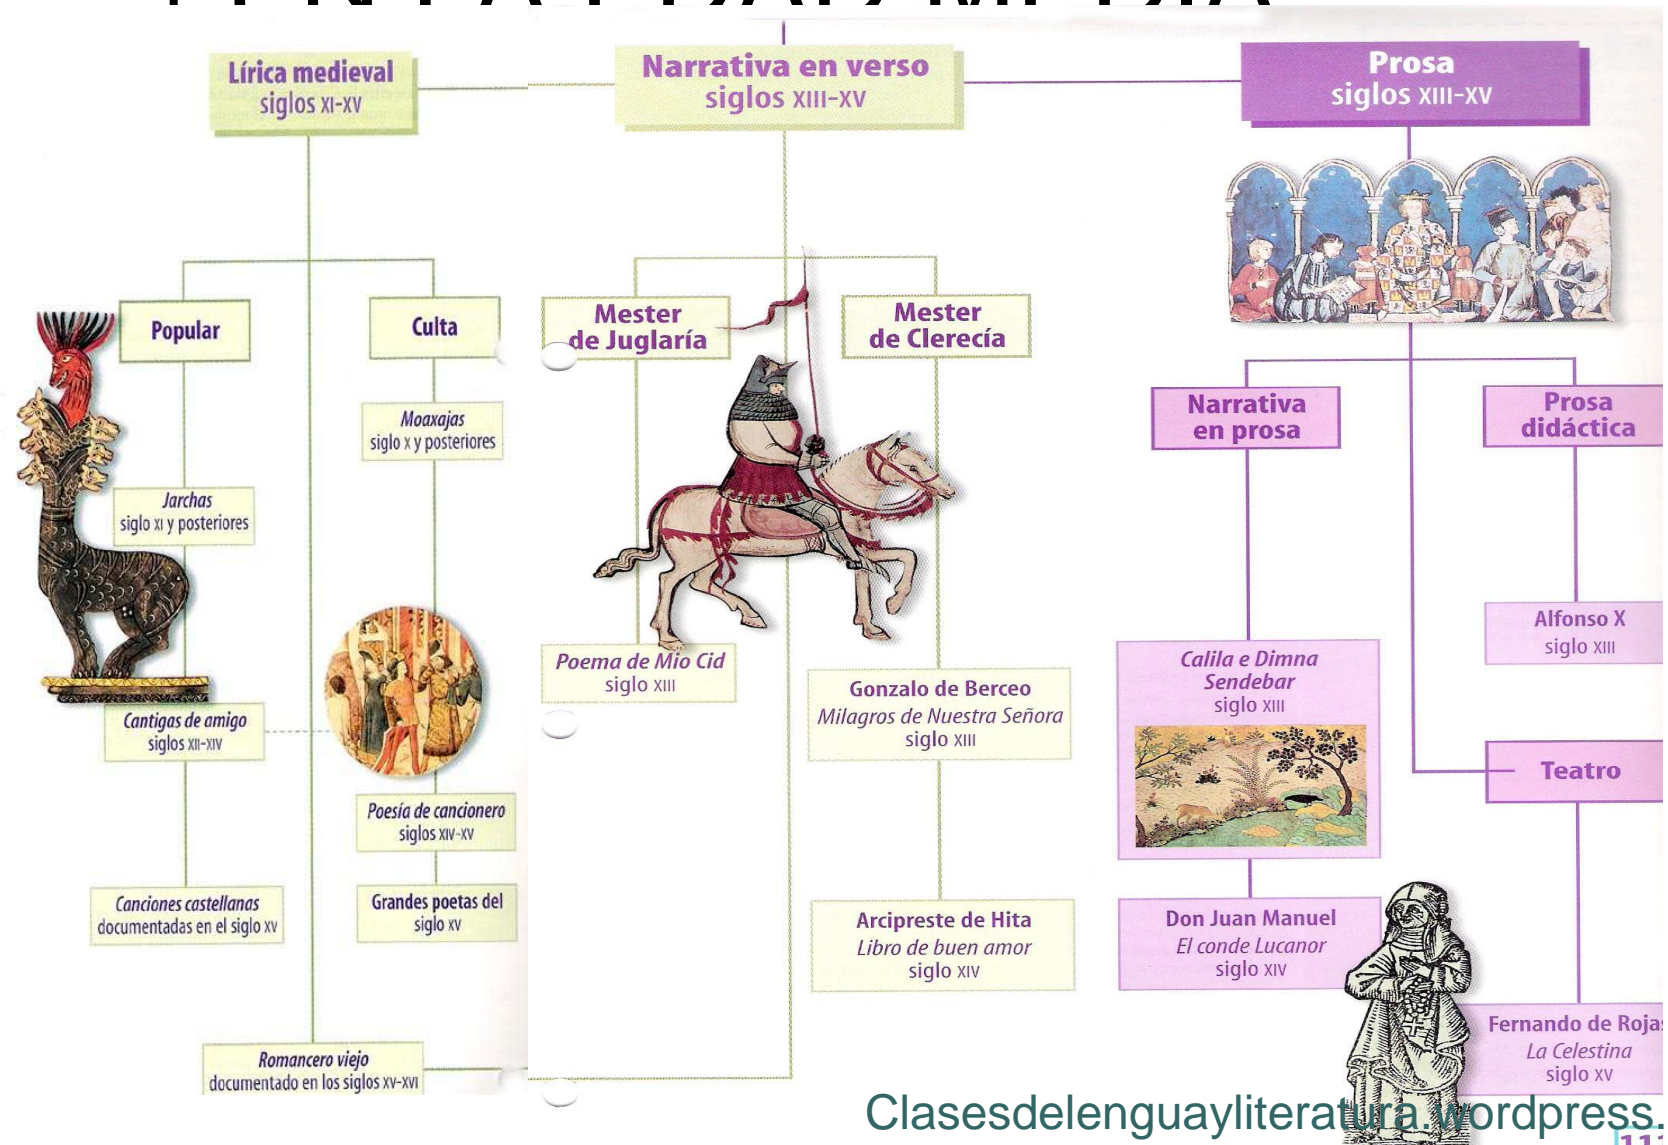 Lírica medieval
siglos XI-XV
Popular
Culta
Moaxajas
siglo X y posteriores
Jarchas
siglo XI y posteriores
Cantigas de amigo
siglos XII-XIV
Poesía de cancionero
siglos XIV-XV
Canciones castellanas
documentadas en el siglo XV
Grandes poetas del
siglo XV
Romancero viejo
documentado en los siglos XV-XVI
Narrativa en verso
siglos XIII-XV
Mester
de Juglaría
Mester
de Clerecía
Poema de Mio Cid
siglo XIII
Gonzalo de Berceo
Milagros de Nuestra Señora
siglo XIII
Arcipreste de Hita
Libro de buen amor
siglo XIV
Prosa
siglos XIII-XV
Narrativa
en prosa
Prosa
didáctica
Alfonso X
siglo XIII
Calila e Dimna
Sendebar
siglo XIII
Teatro
Don Juan Manuel
El conde Lucanor
siglo XIV
Fernando de Rojas
La Celestina
siglo XV
Clasesdelenguayliteratura.wordpress.